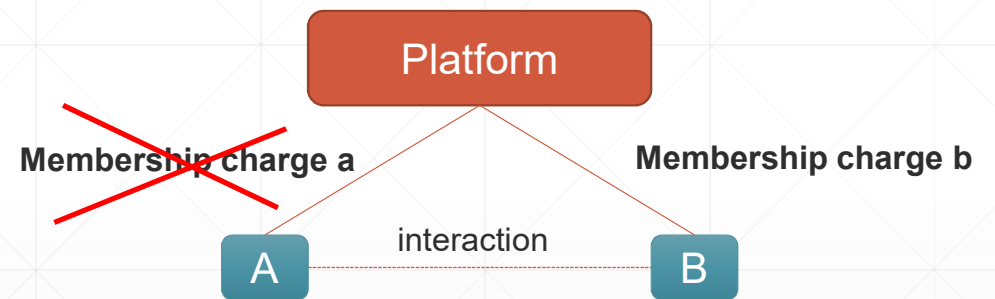 Platform
Membership charge a
Membership charge b
interaction
A
B